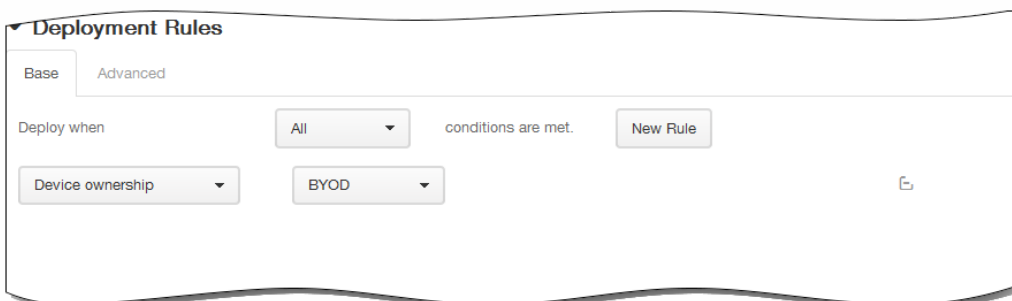 Deployment Rules
Base Advanced
Deploy when All conditions are met. New Rule
Device ownership BYOD